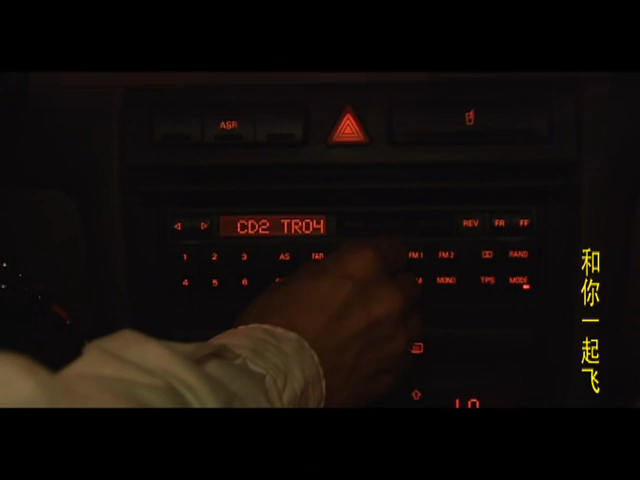 ASR
CD2 TR04
REV FR FF
1 2 3 AS FM 1 FM 2 RAND
4 5 6 MONO TPS MODE
LO
和你一起飞